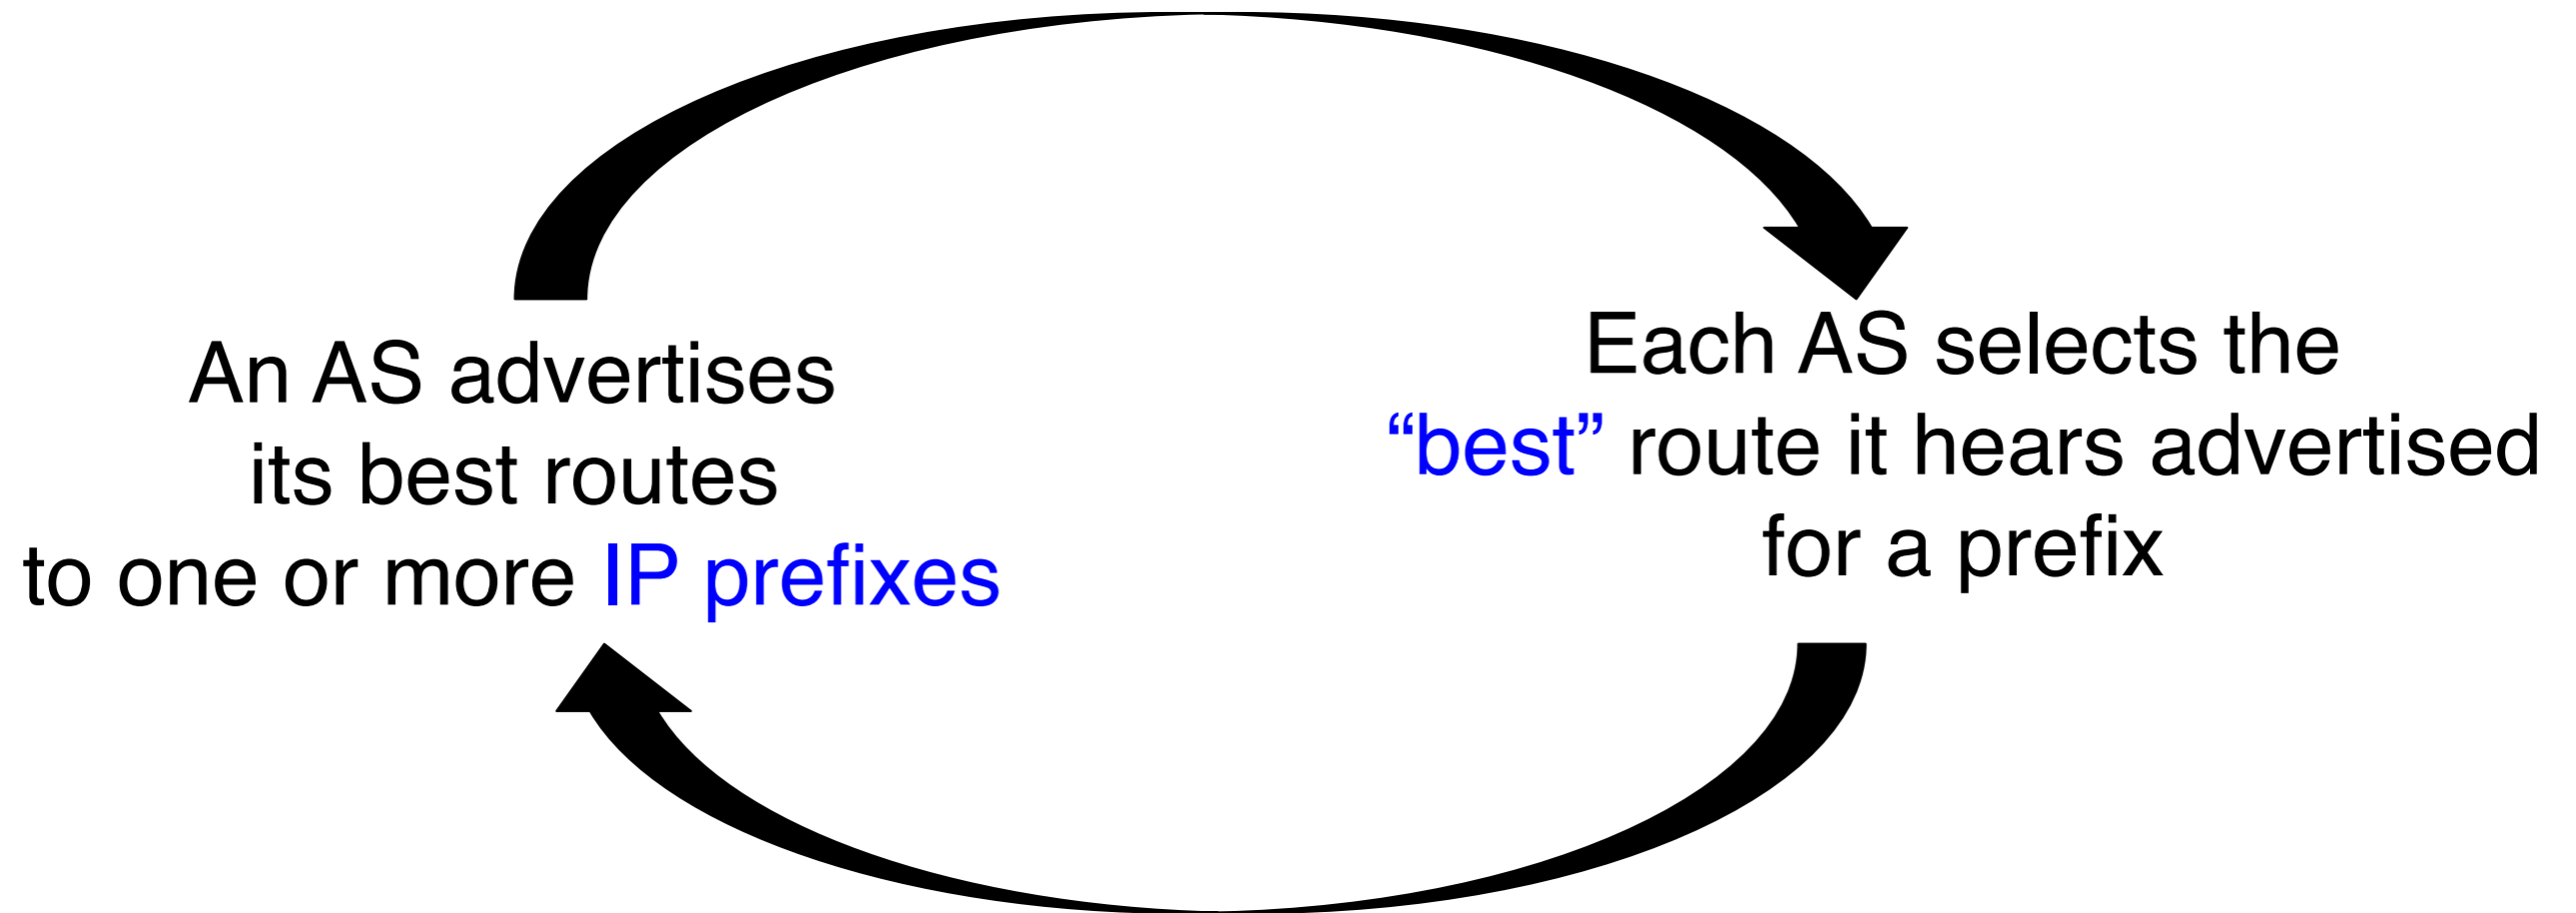 An AS advertises
its best routes
to one or more IP prefixes
Each AS selects the
“best” route it hears advertised
for a prefix